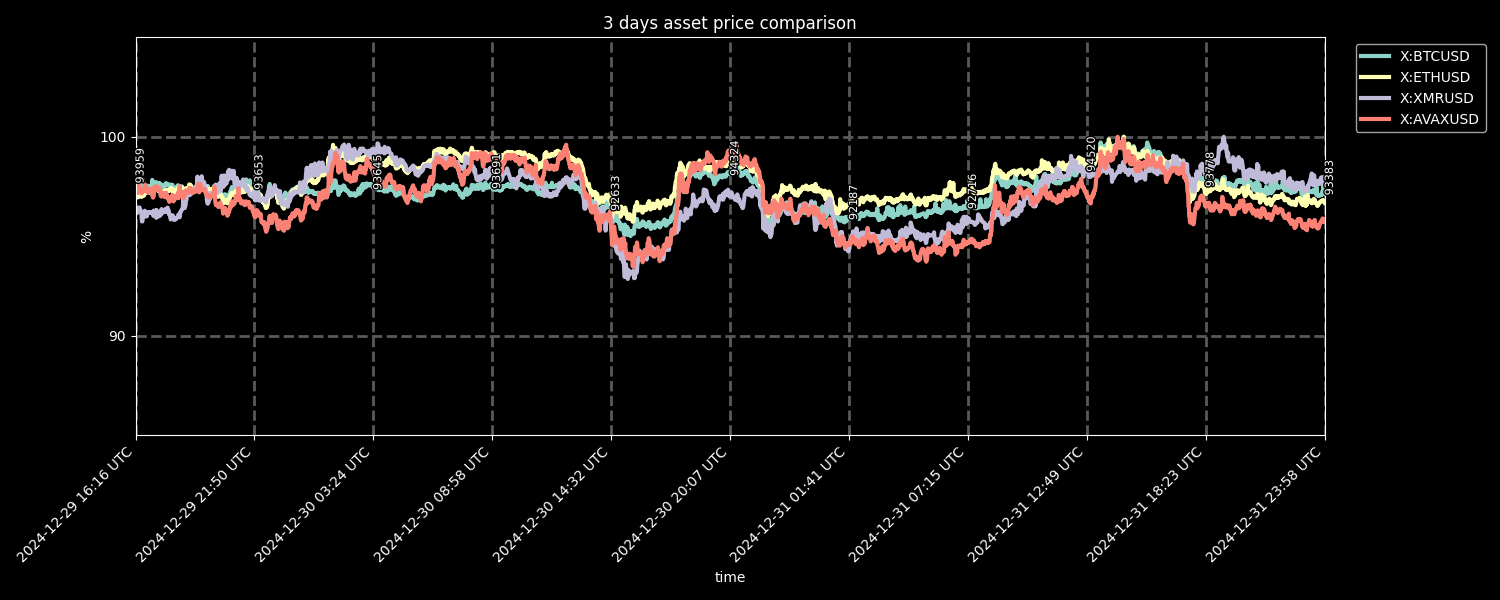 3 days asset price comparison
X:BTCUSD
X:ETHUSD
X:XMRUSD
X:AVAXUSD
%
100
90
93959
93653
93645
93691
92633
94324
92187
92716
94520
93778
93383
2024-12-29 16:16 UTC
2024-12-29 21:50 UTC
2024-12-30 03:24 UTC
2024-12-30 08:58 UTC
2024-12-30 14:32 UTC
2024-12-30 20:07 UTC
2024-12-31 01:41 UTC
2024-12-31 07:15 UTC
2024-12-31 12:49 UTC
2024-12-31 18:23 UTC
2024-12-31 23:58 UTC
time